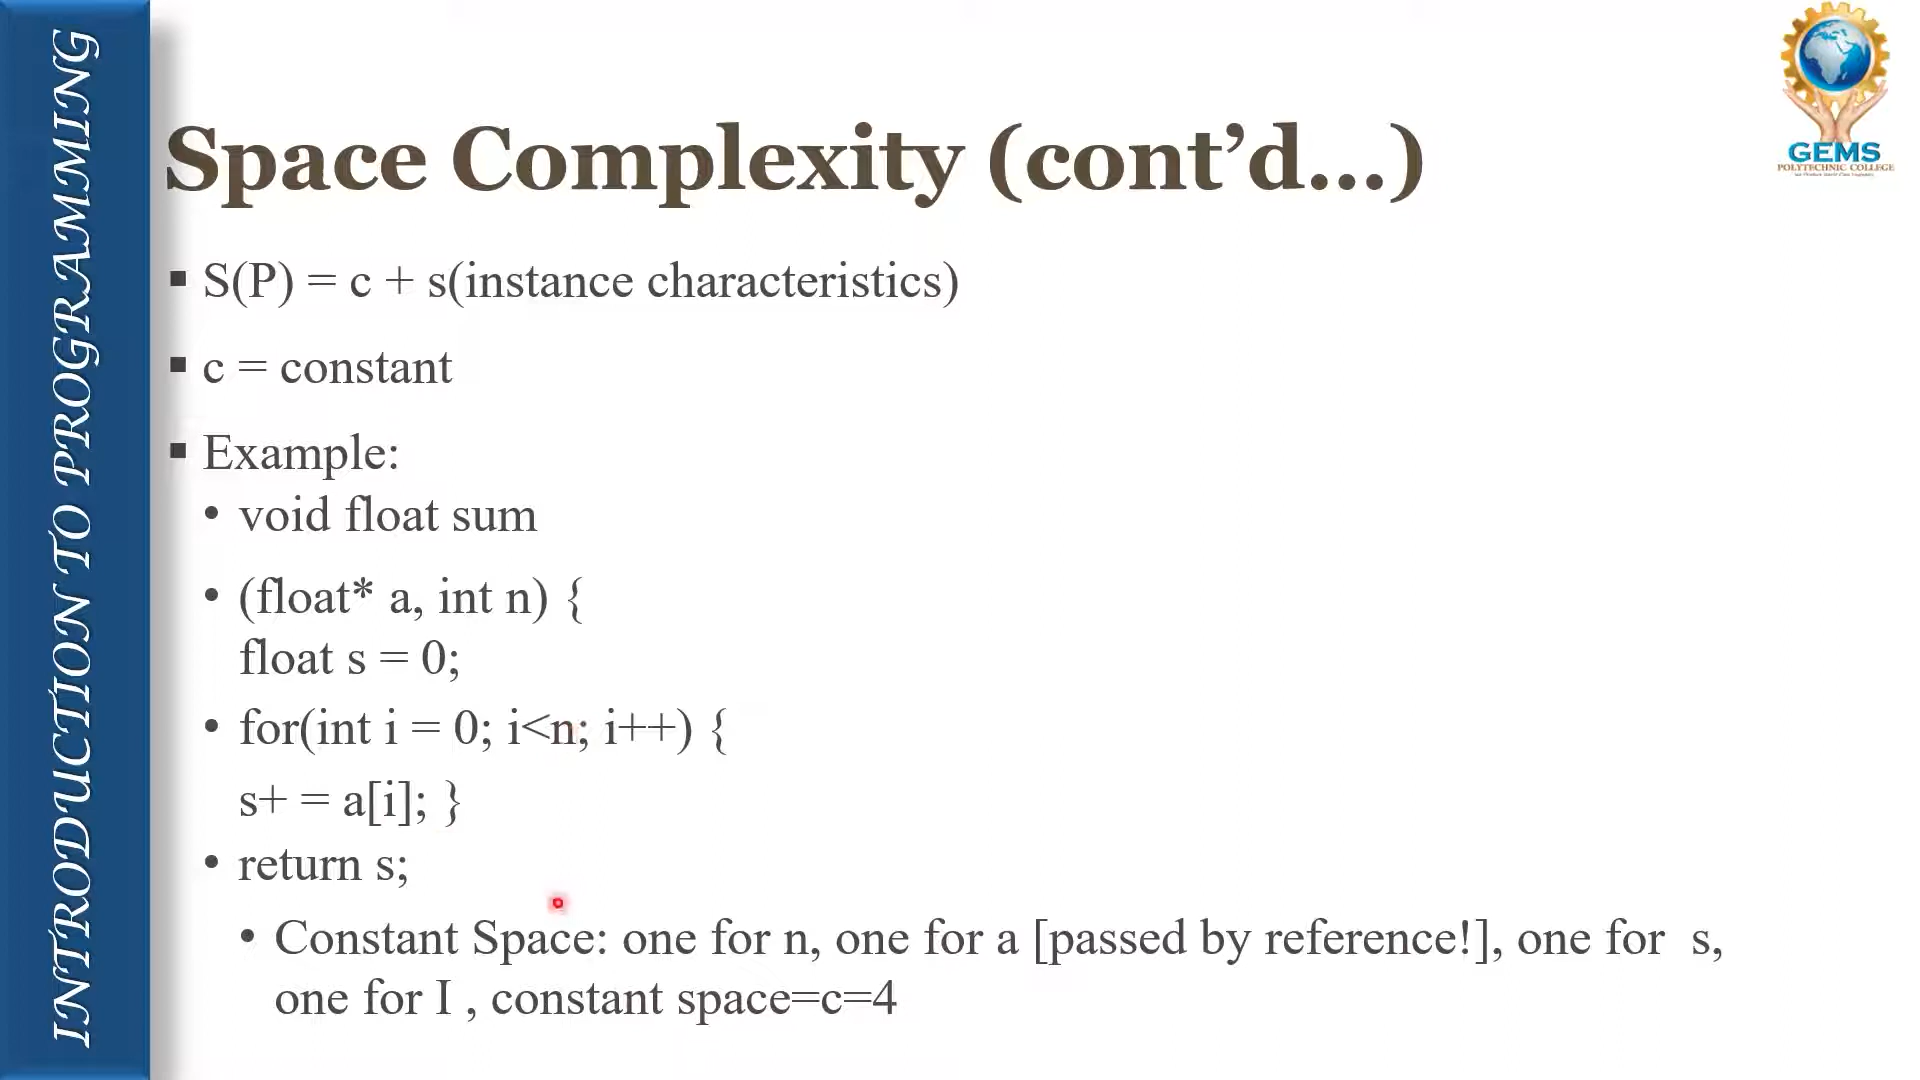 INTRODUCTION TO PROGRAMMING
GEMS
POLYTECHNIC COLLEGE
Space Complexity (cont’d…)
▪ S(P) = c + s(instance characteristics)
▪ c = constant
▪ Example:
• void float sum
• (float* a, int n) {
float s = 0;
• for(int i = 0; i<n; i++) {
s+ = a[i]; }
• return s;
• Constant Space: one for n, one for a [passed by reference!], one for s,
one for I , constant space=c=4